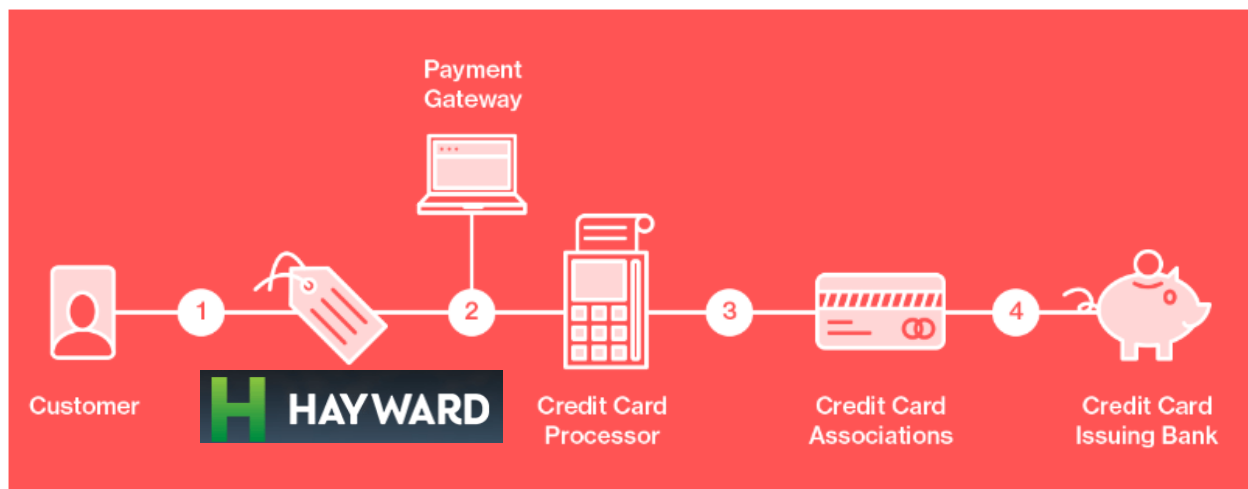 Payment
Gateway
1
2
3
4
Customer
H HAYWARD
Credit Card
Processor
Credit Card
Associations
Credit Card
Issuing Bank